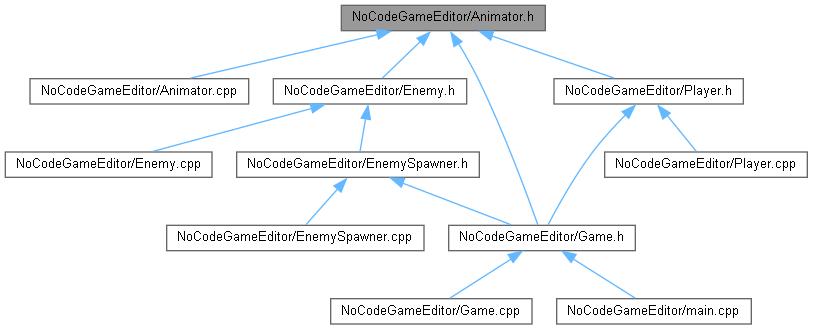 NoCodeGameEditor/Animator.h
NoCodeGameEditor/Animator.cpp
NoCodeGameEditor/Enemy.h
NoCodeGameEditor/Player.h
NoCodeGameEditor/Enemy.cpp
NoCodeGameEditor/EnemySpawner.h
NoCodeGameEditor/Player.cpp
NoCodeGameEditor/EnemySpawner.cpp
NoCodeGameEditor/Game.h
NoCodeGameEditor/Game.cpp
NoCodeGameEditor/main.cpp